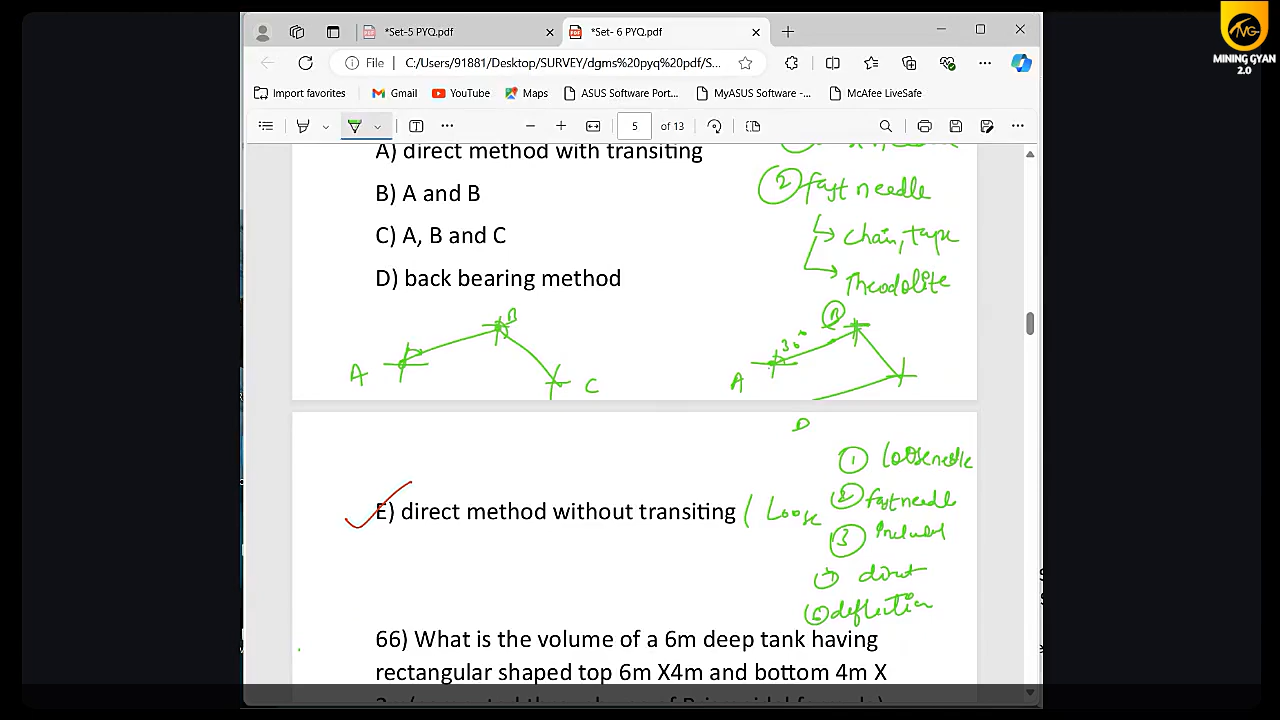 *Set-5 PYQ.pdf
*Set- 6 PYQ.pdf
MINING GYAN
2.0
File
C:/Users/91881/Desktop/SURVEY/dgms%20pyq%20pdf/S...
Import favorites
Gmail
YouTube
Maps
ASUS Software Port...
MyASUS Software -...
McAfee LiveSafe
5 of 13
A) direct method with transiting
2 fast needle
B) A and B
C) A, B and C
chain, tape
D) back bearing method
Theodolite
A
B
C
A
30°
B
D
1 Loose needle
E) direct method without transiting ( Loose
2 fast needle
3 Included
deflection
66) What is the volume of a 6m deep tank having
rectangular shaped top 6m X4m and bottom 4m X